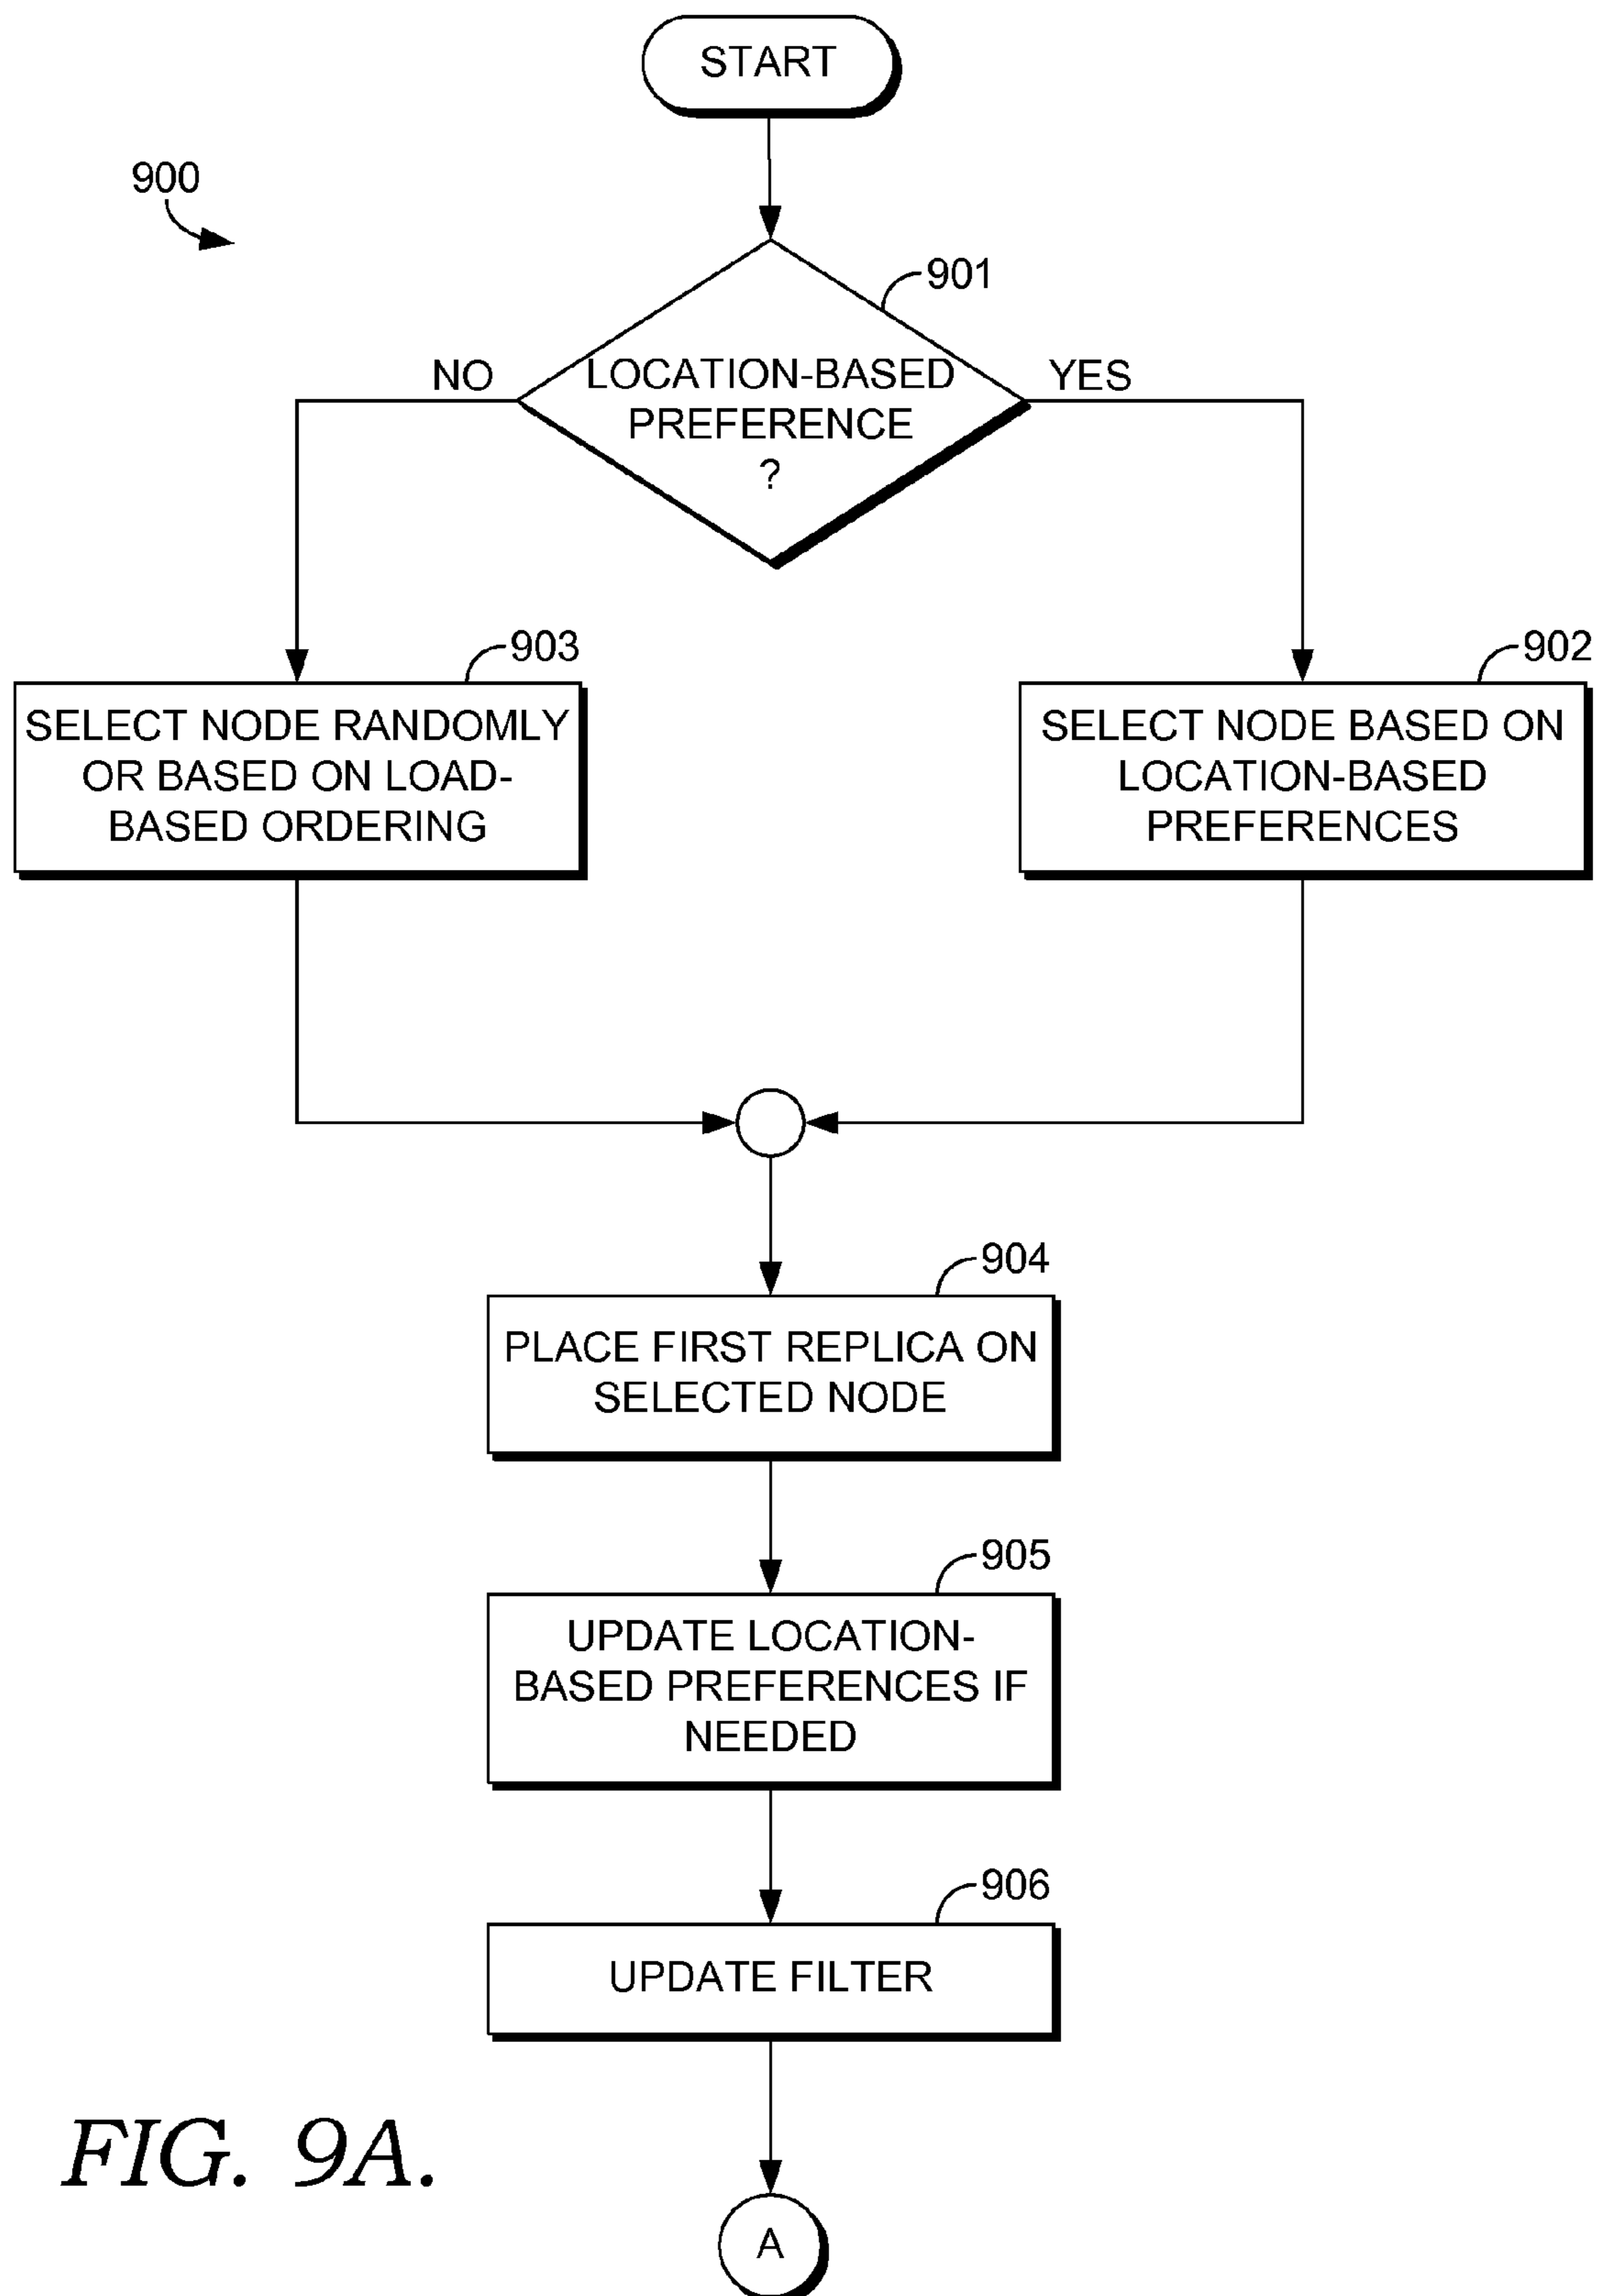 START
900
901
NO
LOCATION-BASED
PREFERENCE
?
YES
903
SELECT NODE RANDOMLY
OR BASED ON LOAD-
BASED ORDERING
902
SELECT NODE BASED ON
LOCATION-BASED
PREFERENCES
904
PLACE FIRST REPLICA ON
SELECTED NODE
905
UPDATE LOCATION-
BASED PREFERENCES IF
NEEDED
906
UPDATE FILTER
FIG. 9A.
A